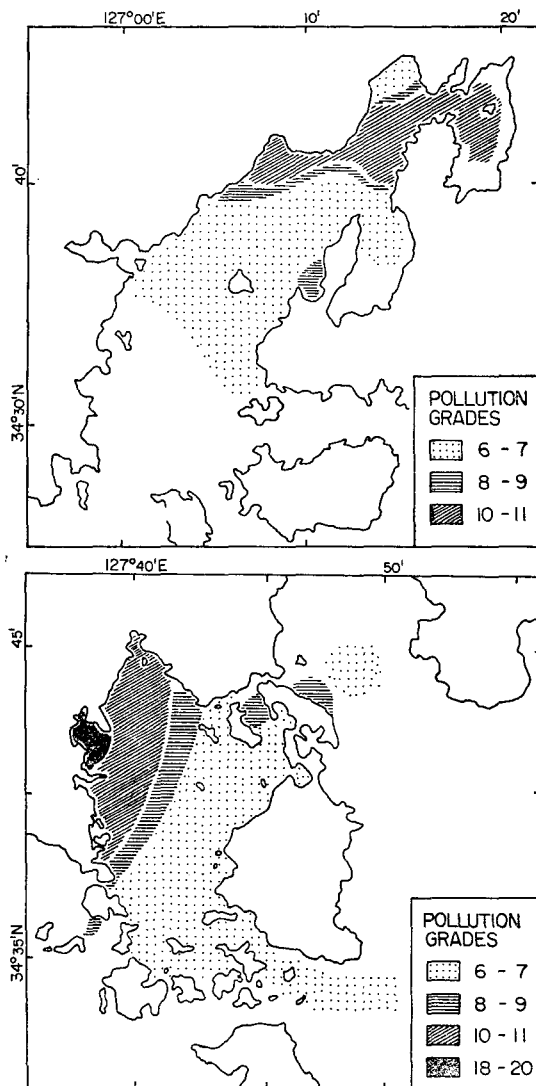 127°00'E
10'
20'
40'
34°30'N
POLLUTION
GRADES
6 - 7
8 - 9
10 - 11
127°40'E
50'
45'
34°35'N
POLLUTION
GRADES
6 - 7
8 - 9
10 - 11
18 - 20